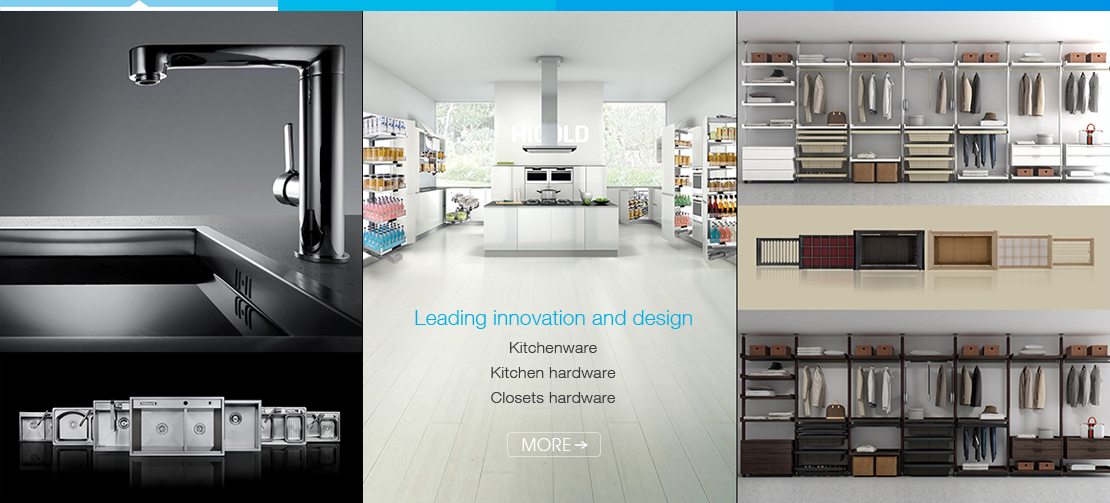 HIGOLD
Leading innovation and design
Kitchenware
Kitchen hardware
Closets hardware
MORE →